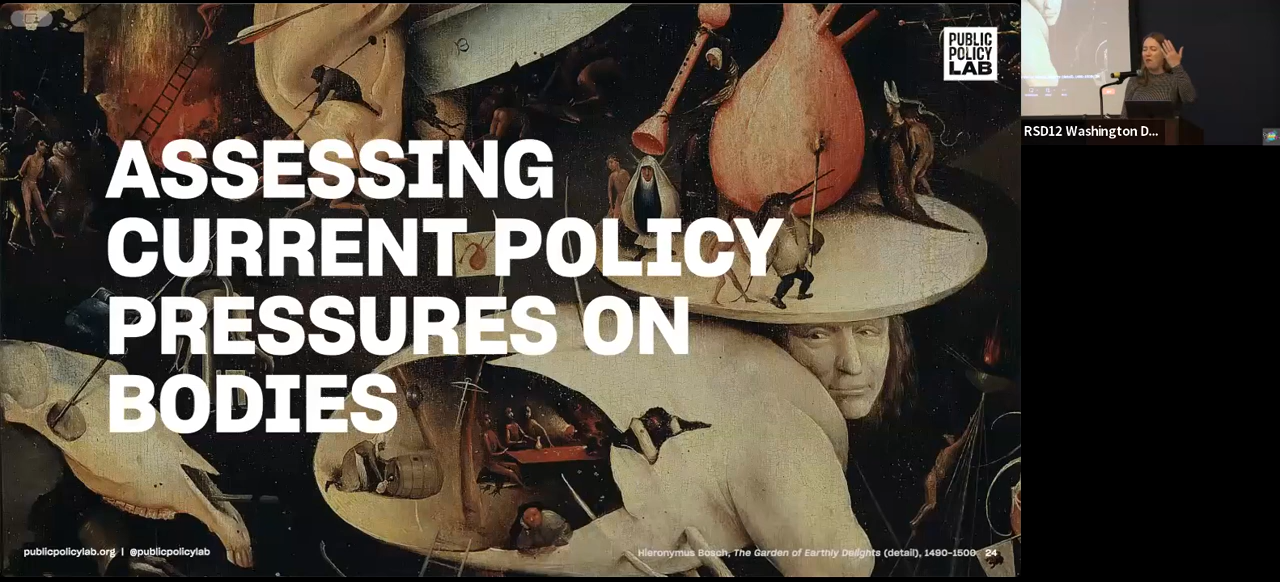 PUBLIC
POLICY
LAB
ASSESSING
CURRENT POLICY
PRESSURES ON
BODIES
publicpolicylab.org | @publicpolicylab
Hieronymus Bosch, The Garden of Earthly Delights (detail), 1490-1500 24
RSD12 Washington D...